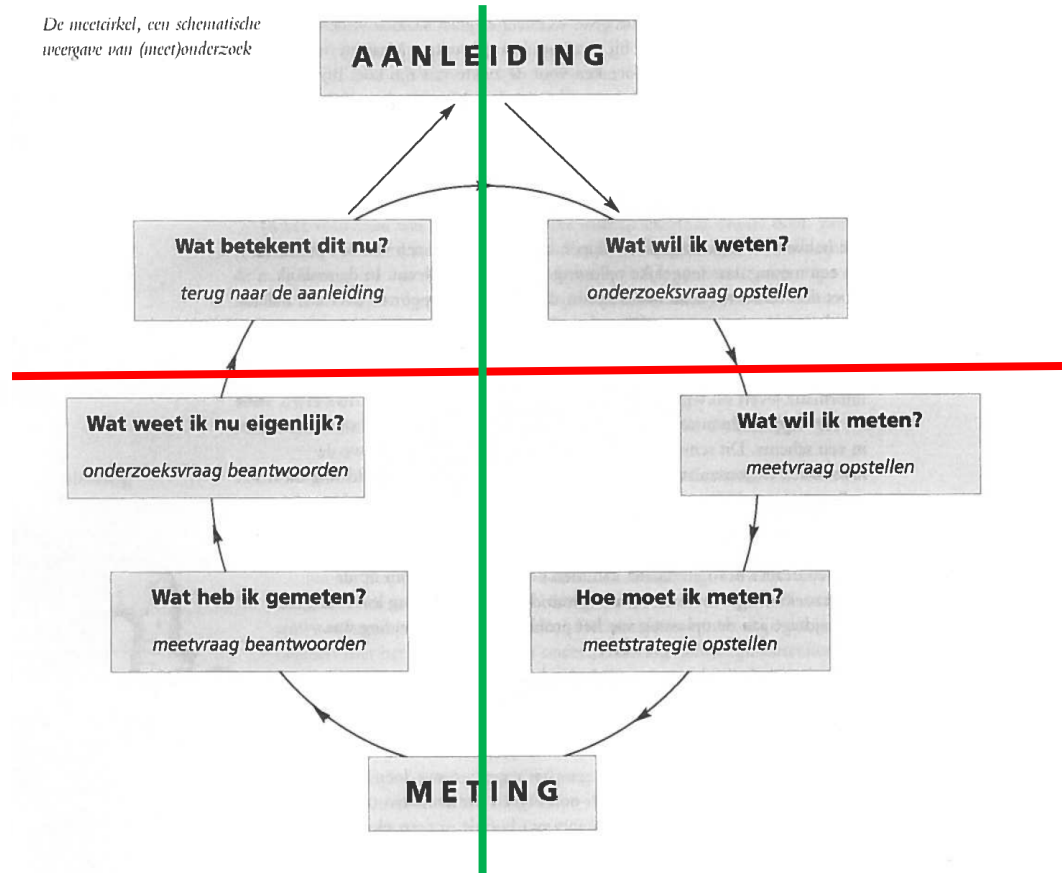 De meetcirkel, een schematische
weergave van (meet)onderzoek
AANLEIDING
Wat betekent dit nu?
terug naar de aanleiding
Wat wil ik weten?
onderzoeksvraag opstellen
Wat weet ik nu eigenlijk?
onderzoeksvraag beantwoorden
Wat wil ik meten?
meetvraag opstellen
Wat heb ik gemeten?
meetvraag beantwoorden
Hoe moet ik meten?
meetstrategie opstellen
METING